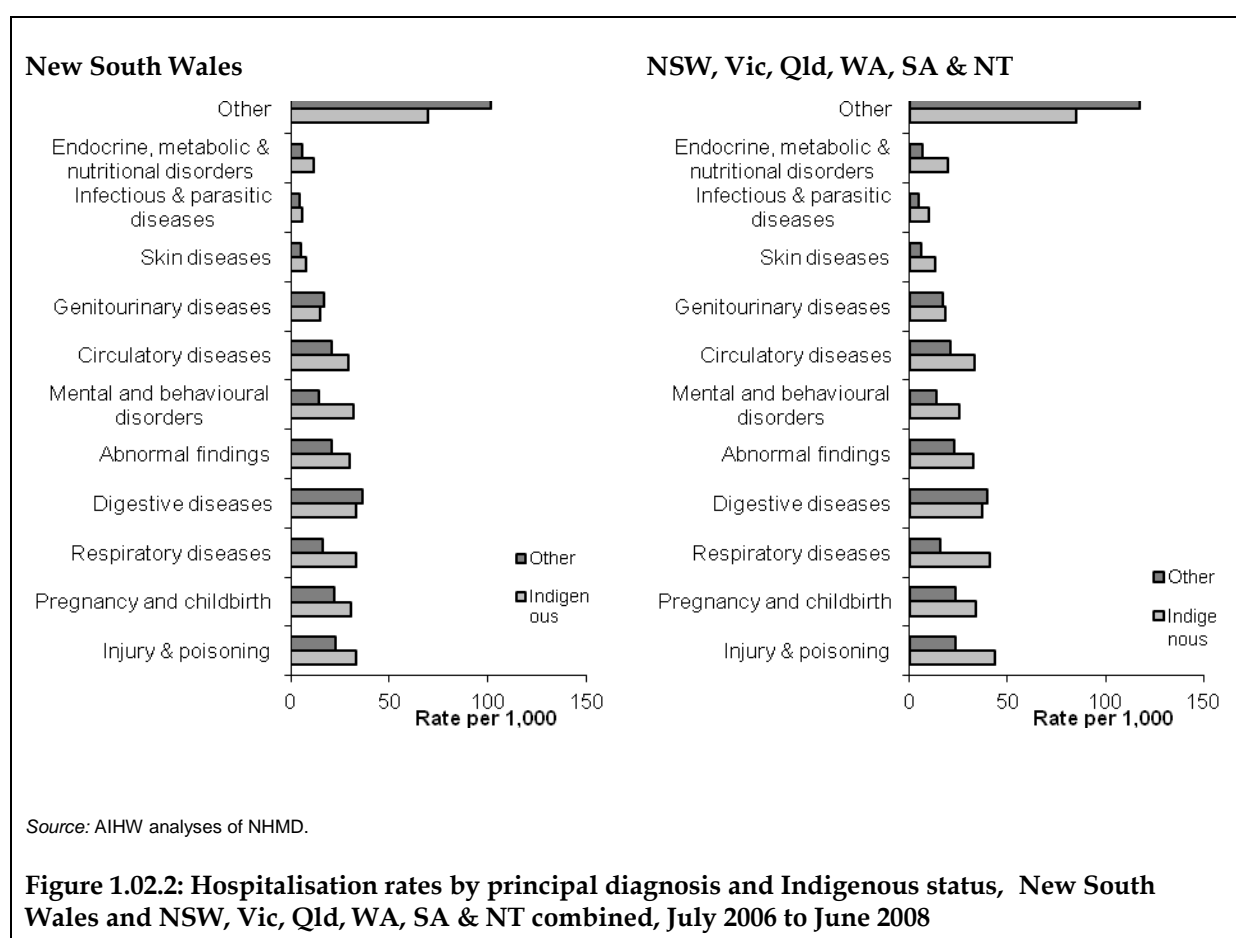 New South Wales
Other
Endocrine, metabolic &
nutritional disorders
Infectious & parasitic
diseases
Skin diseases
Genitourinary diseases
Circulatory diseases
Mental and behavioural
disorders
Abnormal findings
Digestive diseases
Respiratory diseases
Pregnancy and childbirth
Injury & poisoning
Other
Indigen
ous
0 50 100 150
Rate per 1,000
NSW, Vic, Qld, WA, SA & NT
Other
Endocrine, metabolic &
nutritional disorders
Infectious & parasitic
diseases
Skin diseases
Genitourinary diseases
Circulatory diseases
Mental and behavioural
disorders
Abnormal findings
Digestive diseases
Respiratory diseases
Pregnancy and childbirth
Injury & poisoning
Other
Indige
nous
0 50 100 150
Rate per 1,000
Source: AIHW analyses of NHMD.
Figure 1.02.2: Hospitalisation rates by principal diagnosis and Indigenous status, New South
Wales and NSW, Vic, Qld, WA, SA & NT combined, July 2006 to June 2008